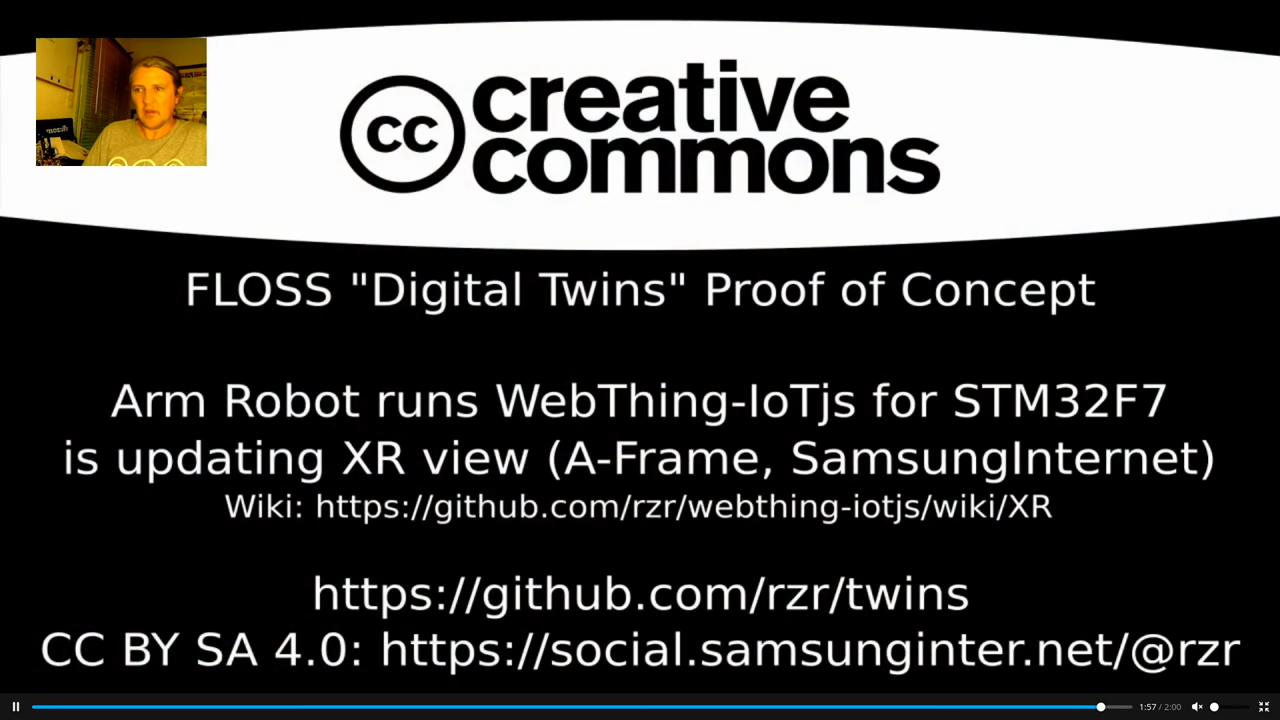 cc creative
commons
FLOSS "Digital Twins" Proof of Concept
Arm Robot runs WebThing-IoTjs for STM32F7
is updating XR view (A-Frame, SamsungInternet)
Wiki: https://github.com/rzr/webthing-iotjs/wiki/XR
https://github.com/rzr/twins
CC BY SA 4.0: https://social.samsunginter.net/@rzr
1:57 / 2:00